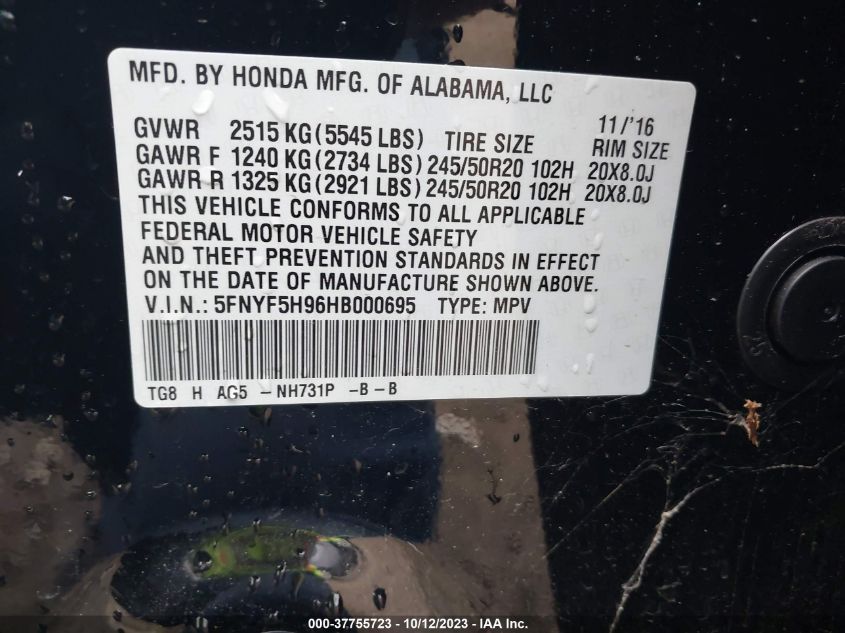 MFD. BY HONDA MFG. OF ALABAMA, LLC
11/'16
GVWR 2515 KG (5545 LBS) TIRE SIZE RIM SIZE
GAWR F 1240 KG (2734 LBS) 245/50R20 102H 20X8.0J
GAWR R 1325 KG (2921 LBS) 245/50R20 102H 20X8.0J
THIS VEHICLE CONFORMS TO ALL APPLICABLE
FEDERAL MOTOR VEHICLE SAFETY
AND THEFT PREVENTION STANDARDS IN EFFECT
ON THE DATE OF MANUFACTURE SHOWN ABOVE.
V.I.N.: 5FNYF5H96HB000695 TYPE: MPV
TG8 H AG5 - NH731P -B-B
000-37755723 - 10/12/2023 - IAA Inc.